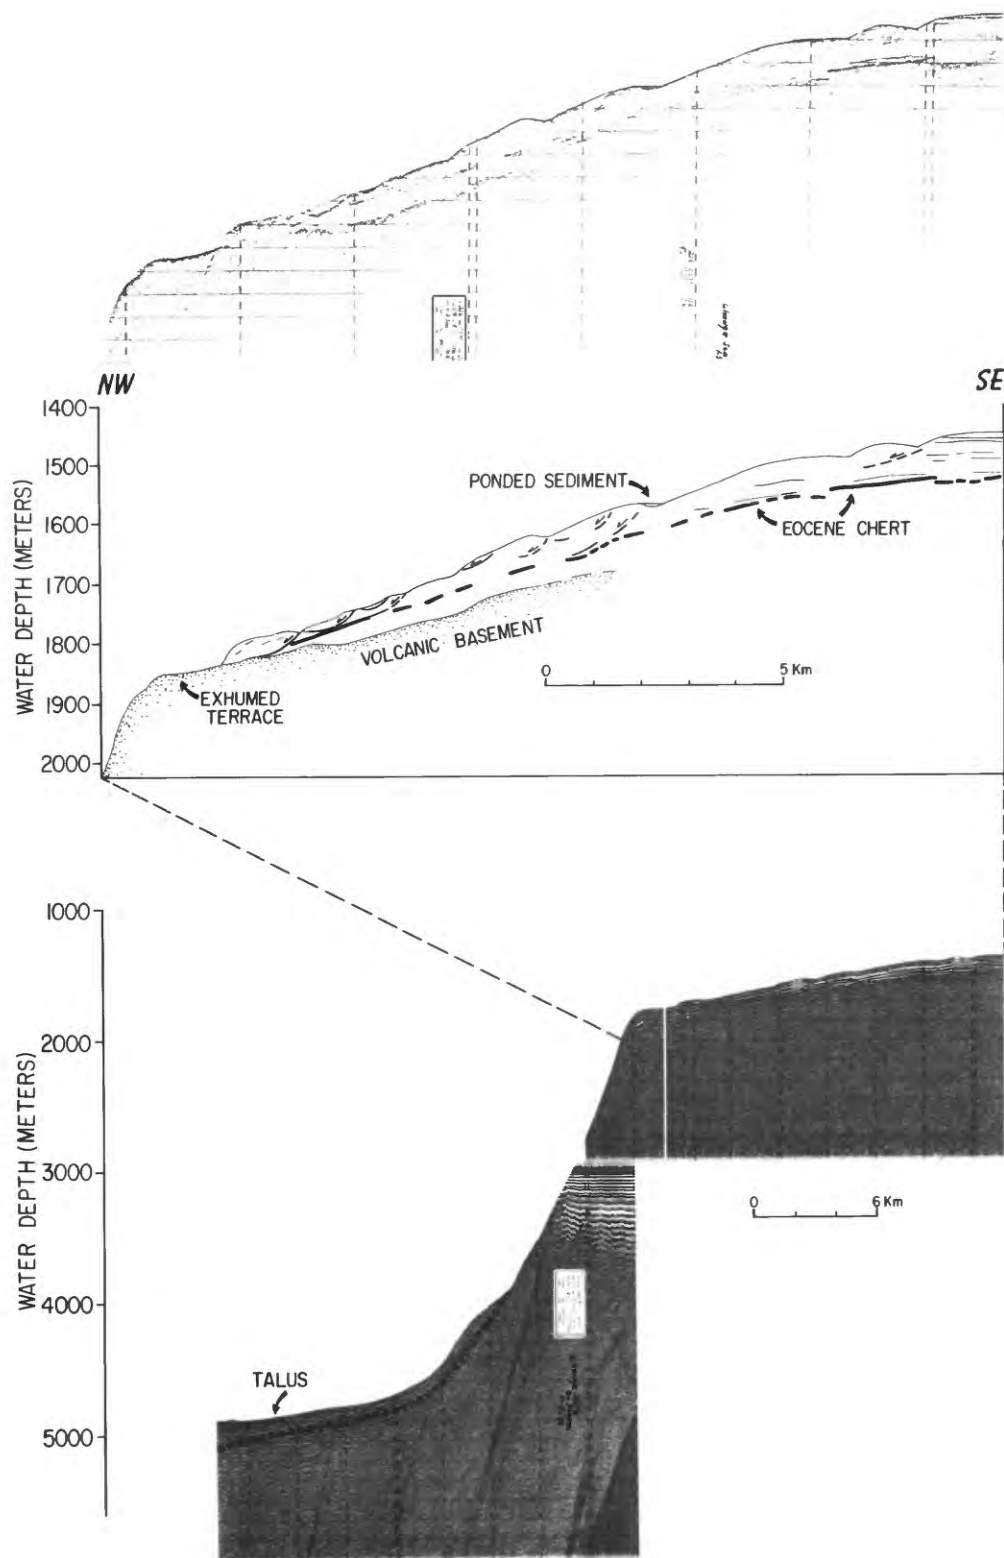 NW
SE
1400
1500
1600
1700
1800
1900
2000
WATER DEPTH (METERS)
PONDED SEDIMENT
EOCENE CHERT
VOLCANIC BASEMENT
0 5 Km
EXHUMED
TERRACE
1000
2000
3000
4000
5000
WATER DEPTH (METERS)
0 6 Km
TALUS